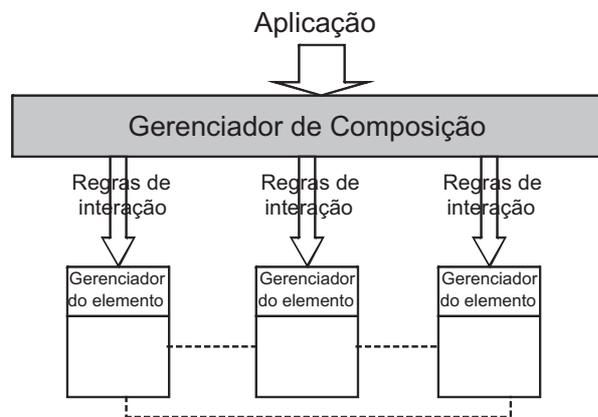 Aplicação
Gerenciador de Composição
Regras de
interação
Regras de
interação
Regras de
interação
Gerenciador
do elemento
Gerenciador
do elemento
Gerenciador
do elemento